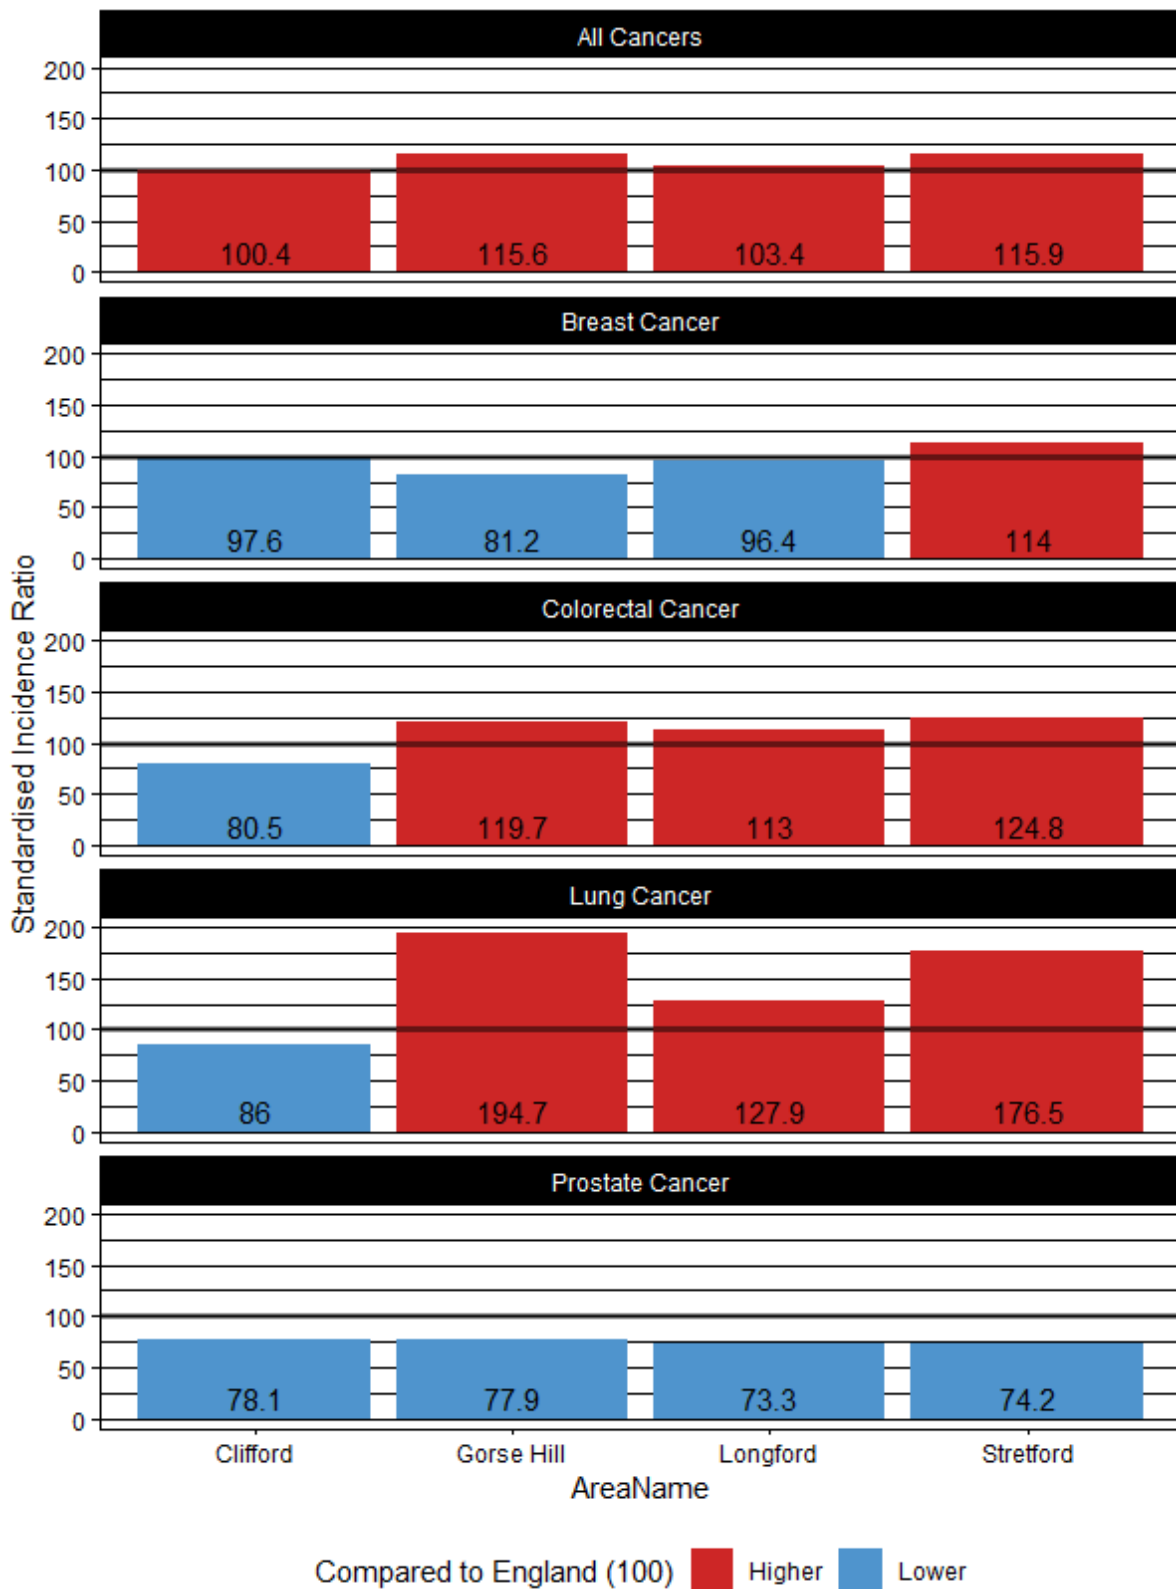 All Cancers
200
150
100
50
0
100.4 115.6 103.4 115.9
Breast Cancer
200
150
100
50
0
97.6 81.2 96.4 114
Colorectal Cancer
200
150
100
50
0
80.5 119.7 113 124.8
Lung Cancer
200
150
100
50
0
86 194.7 127.9 176.5
Prostate Cancer
200
150
100
50
0
78.1 77.9 73.3 74.2
Standardised Incidence Ratio
Clifford Gorse Hill Longford Stretford
AreaName
Compared to England (100) Higher Lower